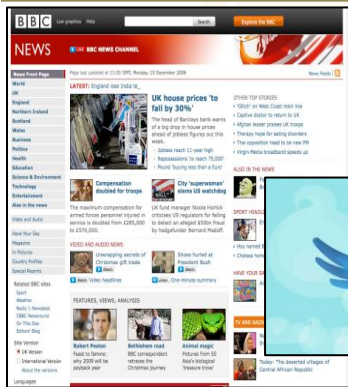 BBC
Low graphics Help
Search
Explore the BBC
NEWS
LIVE BBC NEWS CHANNEL
News Front Page
World
UK
England
Northern Ireland
Scotland
Wales
Business
Politics
Health
Education
Science & Environment
Technology
Entertainment
Also in the news
Video and Audio
Have Your Say
Magazine
In Pictures
Country Profiles
Special Reports
Related BBC sites
Sport
Weather
CBBC Newsround
On This Day
Editors' Blog
Site Version
UK Version
International Version
About the versions
Languages
Page last updated at 11:01 GMT, Monday, 15 December 2008
News Feeds
LATEST: England lose India te_
UK house prices 'to
fall by 30%'
The head of Barclays bank warns
of a big drop in house prices
ahead of jobless figures out this
week.
Jobless reach 11-year high
Repossessions 'to reach 75,000'
Pound 'buying less than a Euro'
Compensation
doubled for troops
The maximum compensation for
armed forces personnel injured in
service is doubled from £285,000
to £570,000.
City 'superwoman'
slams US watchdog
UK fund manager Nicola Horlick
criticises US regulators for failing
to detect an alleged $50bn fraud
by hedgefunder Bernard Madoff.
VIDEO AND AUDIO NEWS
Unwrapping secrets of
Christmas gift trade
Watch
Shoes hurled at
President Bush
Watch
Video headlines
One-minute summary
FEATURES, VIEWS, ANALYSIS
Robert Peston
Feast to famine:
why 2009 will be
payback year
Bethlehem road
BBC correspondent
retraces the
Christmas journey
Animal magic
Pictures from SE
Asia's biological
'treasure trove'
OTHER TOP STORIES
'Glitch' on West Coast main line
Captive doctor to return to UK
Afghan leader praises UK troops
Therapy hope for eating disorders
Thai opposition head to be new PM
Virgin Media broadband speeds up
ALSO IN THE NEWS
SPORT HEADL
Hoy named B
Chelsea hom
HAVE YOUR SA
TV AND RADI
Today: The deserted villages of
Central African Republic